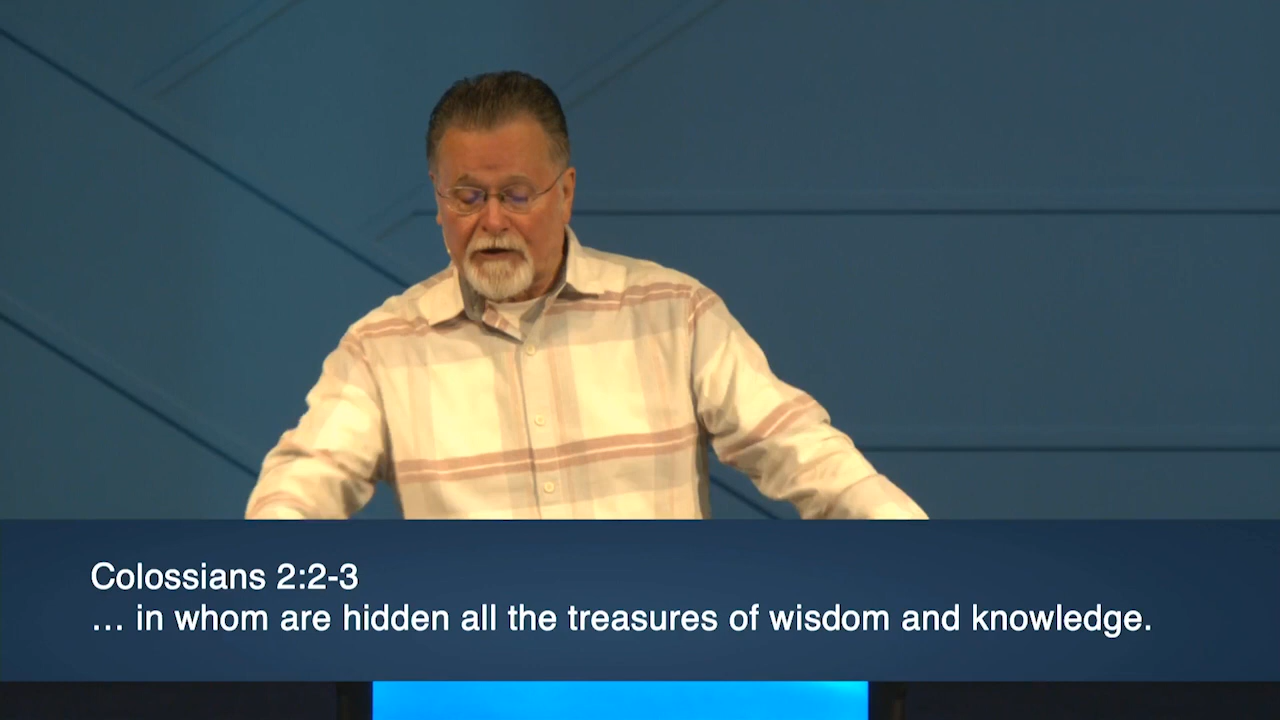 Colossians 2:2-3
... in whom are hidden all the treasures of wisdom and knowledge.